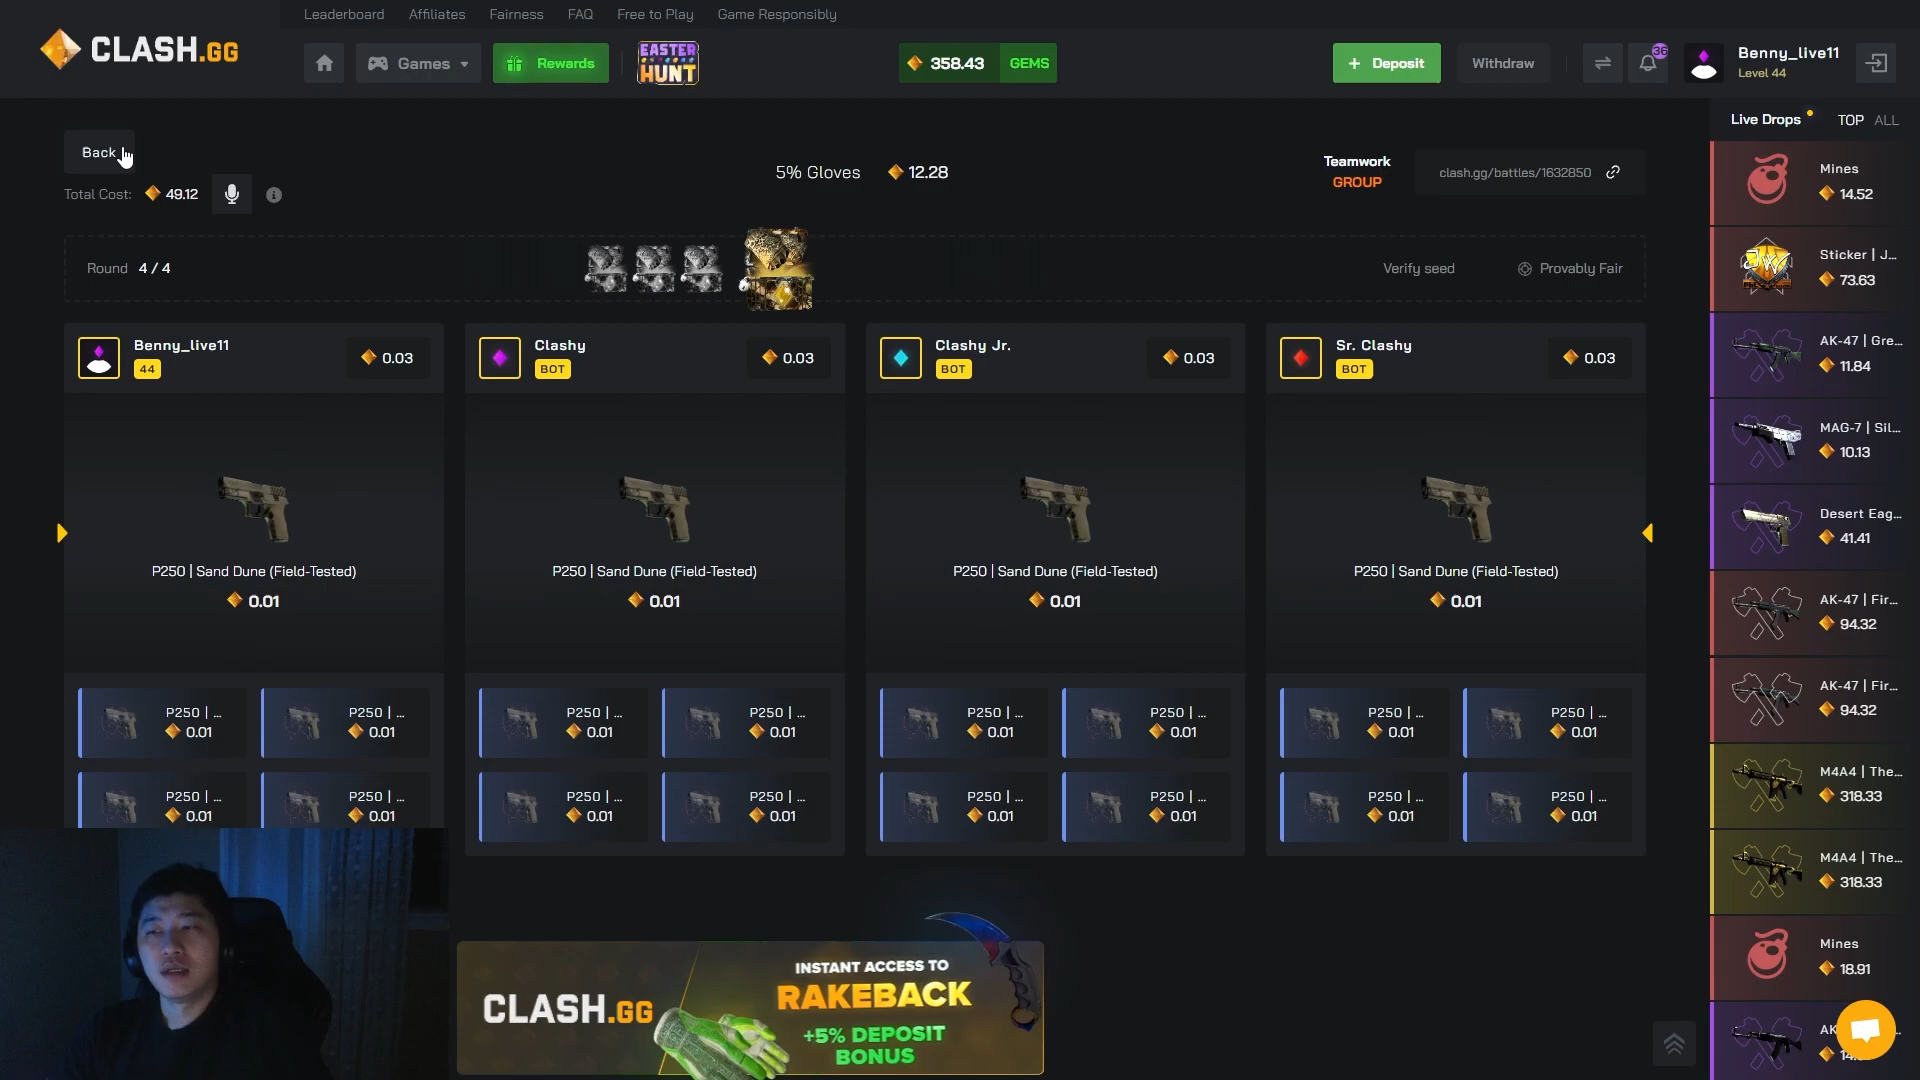 Leaderboard Affiliates Fairness FAQ Free to Play Game Responsibly
CLASH.GG
Games
Rewards
EASTER
HUNT
358.43 GEMS
+ Deposit
Withdraw
36
Benny_live11
Level 44
Back
Total Cost: 49.12
5% Gloves 12.28
Teamwork
GROUP
clash.gg/battles/1632850
Round 4 / 4
Verify seed
Provably Fair
Benny_live11
44
0.03
P250 | Sand Dune (Field-Tested)
0.01
P250 | ...
0.01
P250 | ...
0.01
P250 | ...
0.01
P250 | ...
0.01
Clashy
BOT
0.03
P250 | Sand Dune (Field-Tested)
0.01
P250 | ...
0.01
P250 | ...
0.01
P250 | ...
0.01
P250 | ...
0.01
Clashy Jr.
BOT
0.03
P250 | Sand Dune (Field-Tested)
0.01
P250 | ...
0.01
P250 | ...
0.01
P250 | ...
0.01
P250 | ...
0.01
Sr. Clashy
BOT
0.03
P250 | Sand Dune (Field-Tested)
0.01
P250 | ...
0.01
P250 | ...
0.01
P250 | ...
0.01
P250 | ...
0.01
Live Drops TOP ALL
Mines
14.52
Sticker | J...
73.63
AK-47 | Gre...
11.84
MAG-7 | Sil...
10.13
Desert Eag...
41.41
AK-47 | Fir...
94.32
AK-47 | Fir...
94.32
M4A4 | The...
318.33
M4A4 | The...
318.33
Mines
18.91
CLASH.GG
INSTANT ACCESS TO
RAKEBACK
+5% DEPOSIT
BONUS